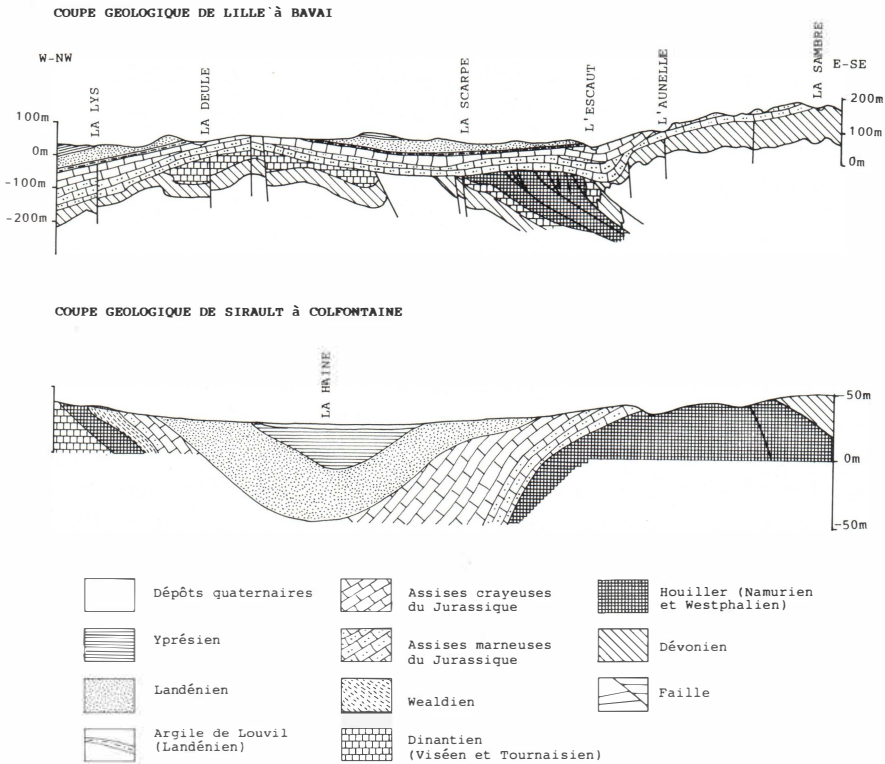 COUPE GEOLOGIQUE DE LILLE à BAVAI
W-NW
LA LYS
LA DEULE
LA SCARPE
L'ESCAUT
L'AUNELLE
LA SAMBRE
E-SE
100m
0m
-100m
-200m
200m
100m
0m
COUPE GEOLOGIQUE DE SIRAULT à COLFONTAINE
LA HAINE
50m
0m
-50m
Dépôts quaternaires
Yprésien
Landénien
Argile de Louvil
(Landénien)
Assises crayeuses
du Jurassique
Assises marneuses
du Jurassique
Wealdien
Dinantien
(Viséen et Tournaisien)
Houiller (Namurien
et Westphalien)
Dévonien
Faille